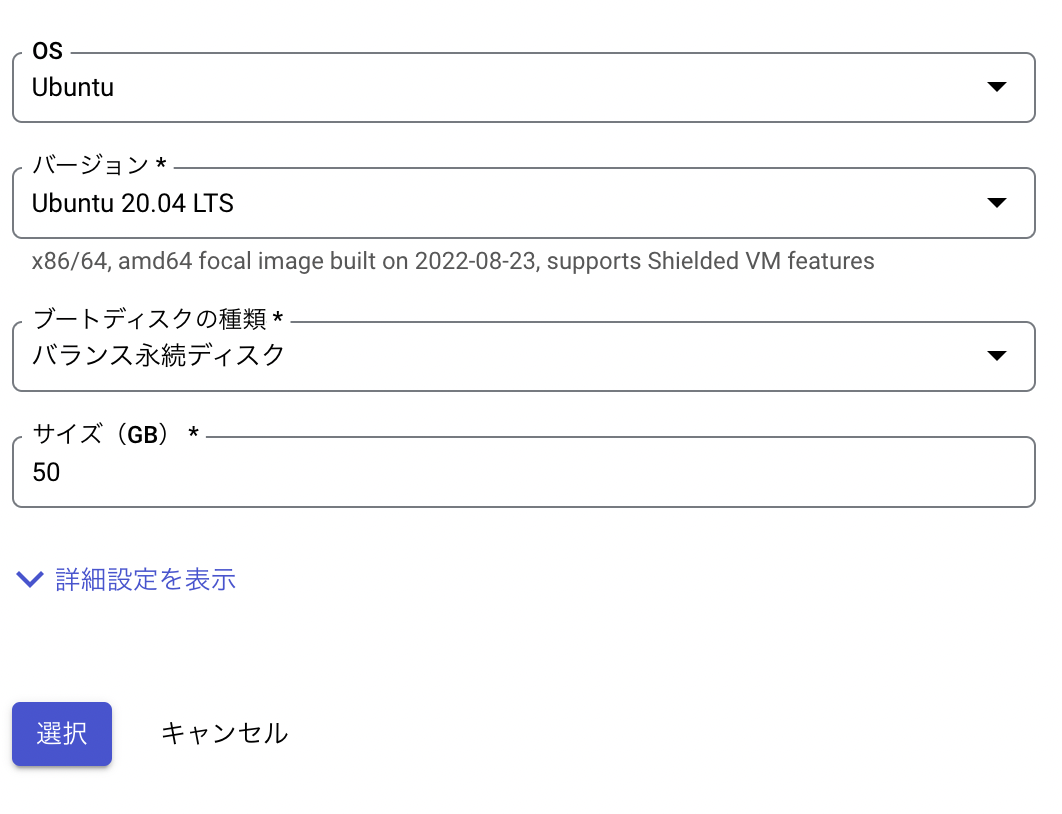 OS
Ubuntu
バージョン *
Ubuntu 20.04 LTS
x86/64, amd64 focal image built on 2022-08-23, supports Shielded VM features
ブートディスクの種類 *
バランス永続ディスク
サイズ（GB） *
50
詳細設定を表示
選択 キャンセル